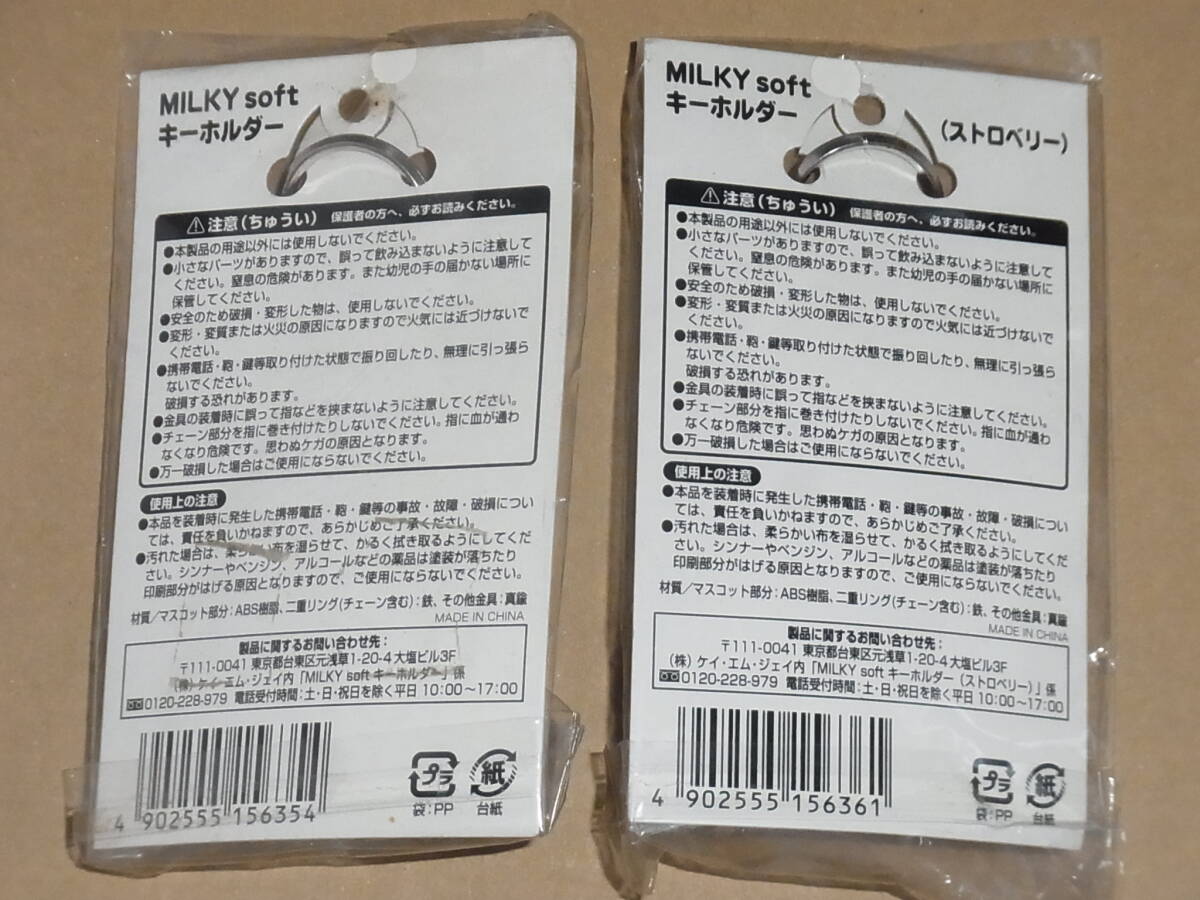 MILKY soft
キーホルダー
⚠注意(ちゅうい) 保護者の方へ、必ずお読みください。
●本製品の用途以外には使用しないでください。
●小さなパーツがありますので、誤って飲み込まないように注意して
ください。窒息の危険があります。また幼児の手の届かない場所に
保管してください。
●安全のため破損・変形した物は、使用しないでください。
●変形・変質または火災の原因になりますので火気には近づけないで
ください。
●携帯電話・鞄・鍵等取り付けた状態で振り回したり、無理に引っ張ら
ないでください。
破損する恐れがあります。
●金具の装着時に誤って指などを挟まないように注意してください。
●チェーン部分を指に巻き付けたりしないでください。指に血が通わ
なくなり危険です。思わぬケガの原因となります。
●万一破損した場合はご使用にならないでください。
使用上の注意
●本品を装着時に発生した携帯電話・鞄・鍵等の事故・故障・破損につい
ては、責任を負いかねますので、あらかじめご了承ください。
●汚れた場合は、柔らかい布を湿らせて、かるく拭き取るようにしてくだ
さい。シンナーやベンジン、アルコールなどの薬品は塗装が落ちたり
印刷部分がはげる原因となりますので、ご使用にならないでください。
材質/マスコット部分:ABS樹脂、二重リング(チェーン含む):鉄、その他金具:真鍮
MADE IN CHINA
製品に関するお問い合わせ先:
〒111-0041 東京都台東区元浅草1-20-4 大塩ビル3F
(株)ケイ・エム・ジェイ内「MILKY soft キーホルダー」係
0120-228-979 電話受付時間:土・日・祝日を除く平日 10:00〜17:00
4 902555 156354
プラ
袋:PP
紙
台紙
MILKY soft
キーホルダー
(ストロベリー)
⚠注意(ちゅうい) 保護者の方へ、必ずお読みください。
●本製品の用途以外には使用しないでください。
●小さなパーツがありますので、誤って飲み込まないように注意して
ください。窒息の危険があります。また幼児の手の届かない場所に
保管してください。
●安全のため破損・変形した物は、使用しないでください。
●変形・変質または火災の原因になりますので火気には近づけないで
ください。
●携帯電話・鞄・鍵等取り付けた状態で振り回したり、無理に引っ張ら
ないでください。
破損する恐れがあります。
●金具の装着時に誤って指などを挟まないように注意してください。
●チェーン部分を指に巻き付けたりしないでください。指に血が通わ
なくなり危険です。思わぬケガの原因となります。
●万一破損した場合はご使用にならないでください。
使用上の注意
●本品を装着時に発生した携帯電話・鞄・鍵等の事故・故障・破損につい
ては、責任を負いかねますので、あらかじめご了承ください。
●汚れた場合は、柔らかい布を湿らせて、かるく拭き取るようにしてくだ
さい。シンナーやベンジン、アルコールなどの薬品は塗装が落ちたり
印刷部分がはげる原因となりますので、ご使用にならないでください。
材質/マスコット部分:ABS樹脂、二重リング(チェーン含む):鉄、その他金具:真鍮
MADE IN CHINA
製品に関するお問い合わせ先:
〒111-0041 東京都台東区元浅草1-20-4 大塩ビル3F
(株)ケイ・エム・ジェイ内「MILKY soft キーホルダー(ストロベリー)」係
0120-228-979 電話受付時間:土・日・祝日を除く平日 10:00〜17:00
4 902555 156361
プラ
袋:PP
紙
台紙